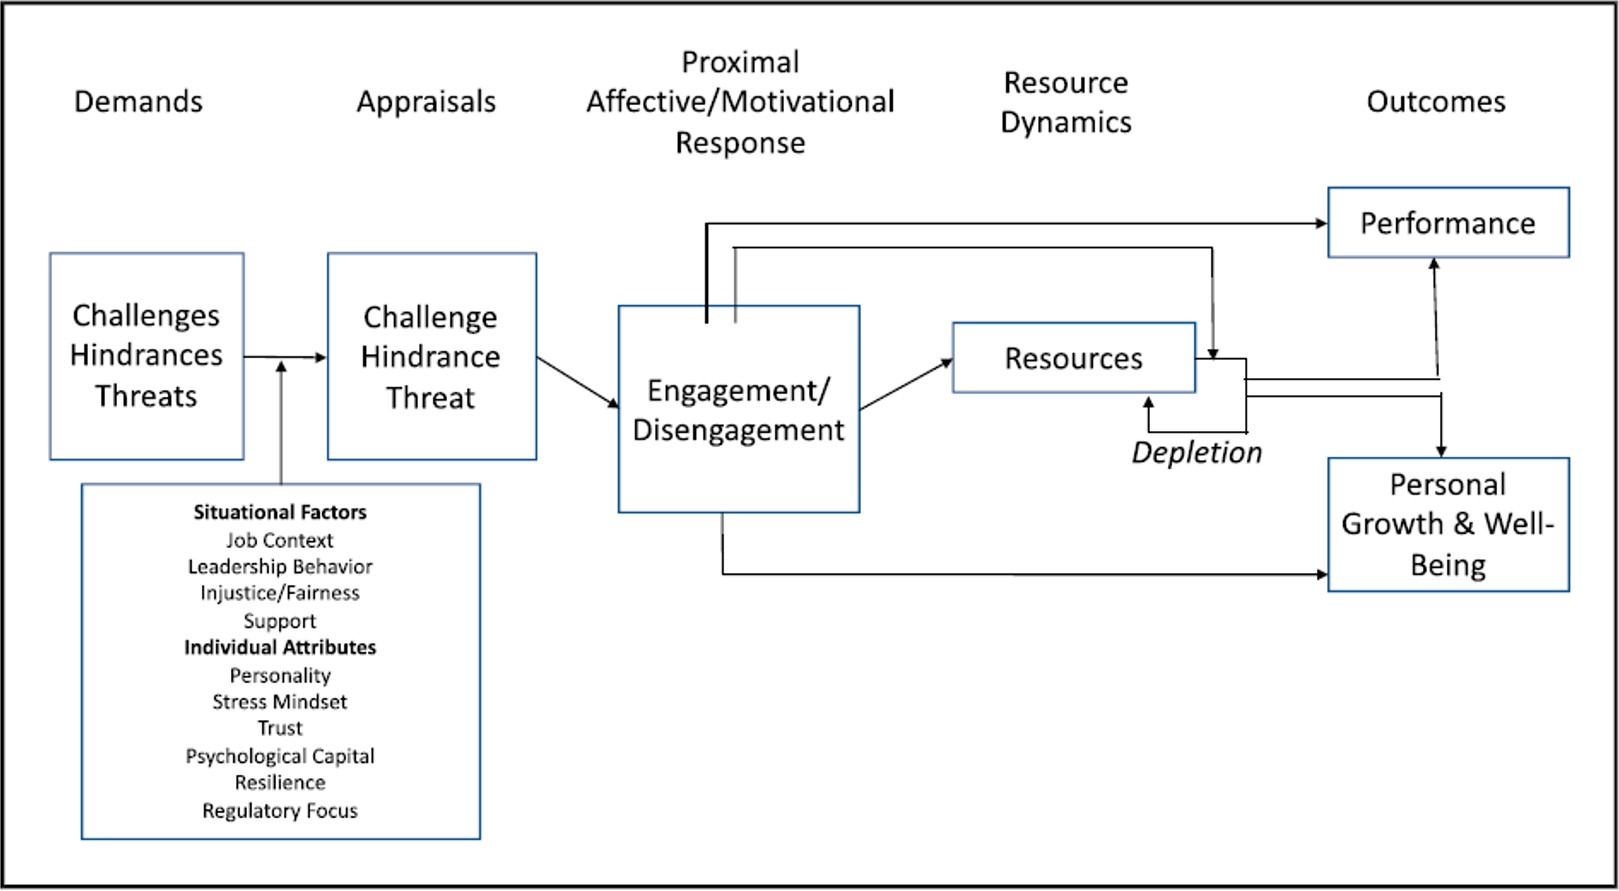 Demands
Appraisals
Proximal
Affective/Motivational
Response
Resource
Dynamics
Outcomes
Challenges
Hindrances
Threats
Challenge
Hindrance
Threat
Engagement/
Disengagement
Resources
Depletion
Performance
Personal
Growth & Well-
Being
Situational Factors
Job Context
Leadership Behavior
Injustice/Fairness
Support
Individual Attributes
Personality
Stress Mindset
Trust
Psychological Capital
Resilience
Regulatory Focus